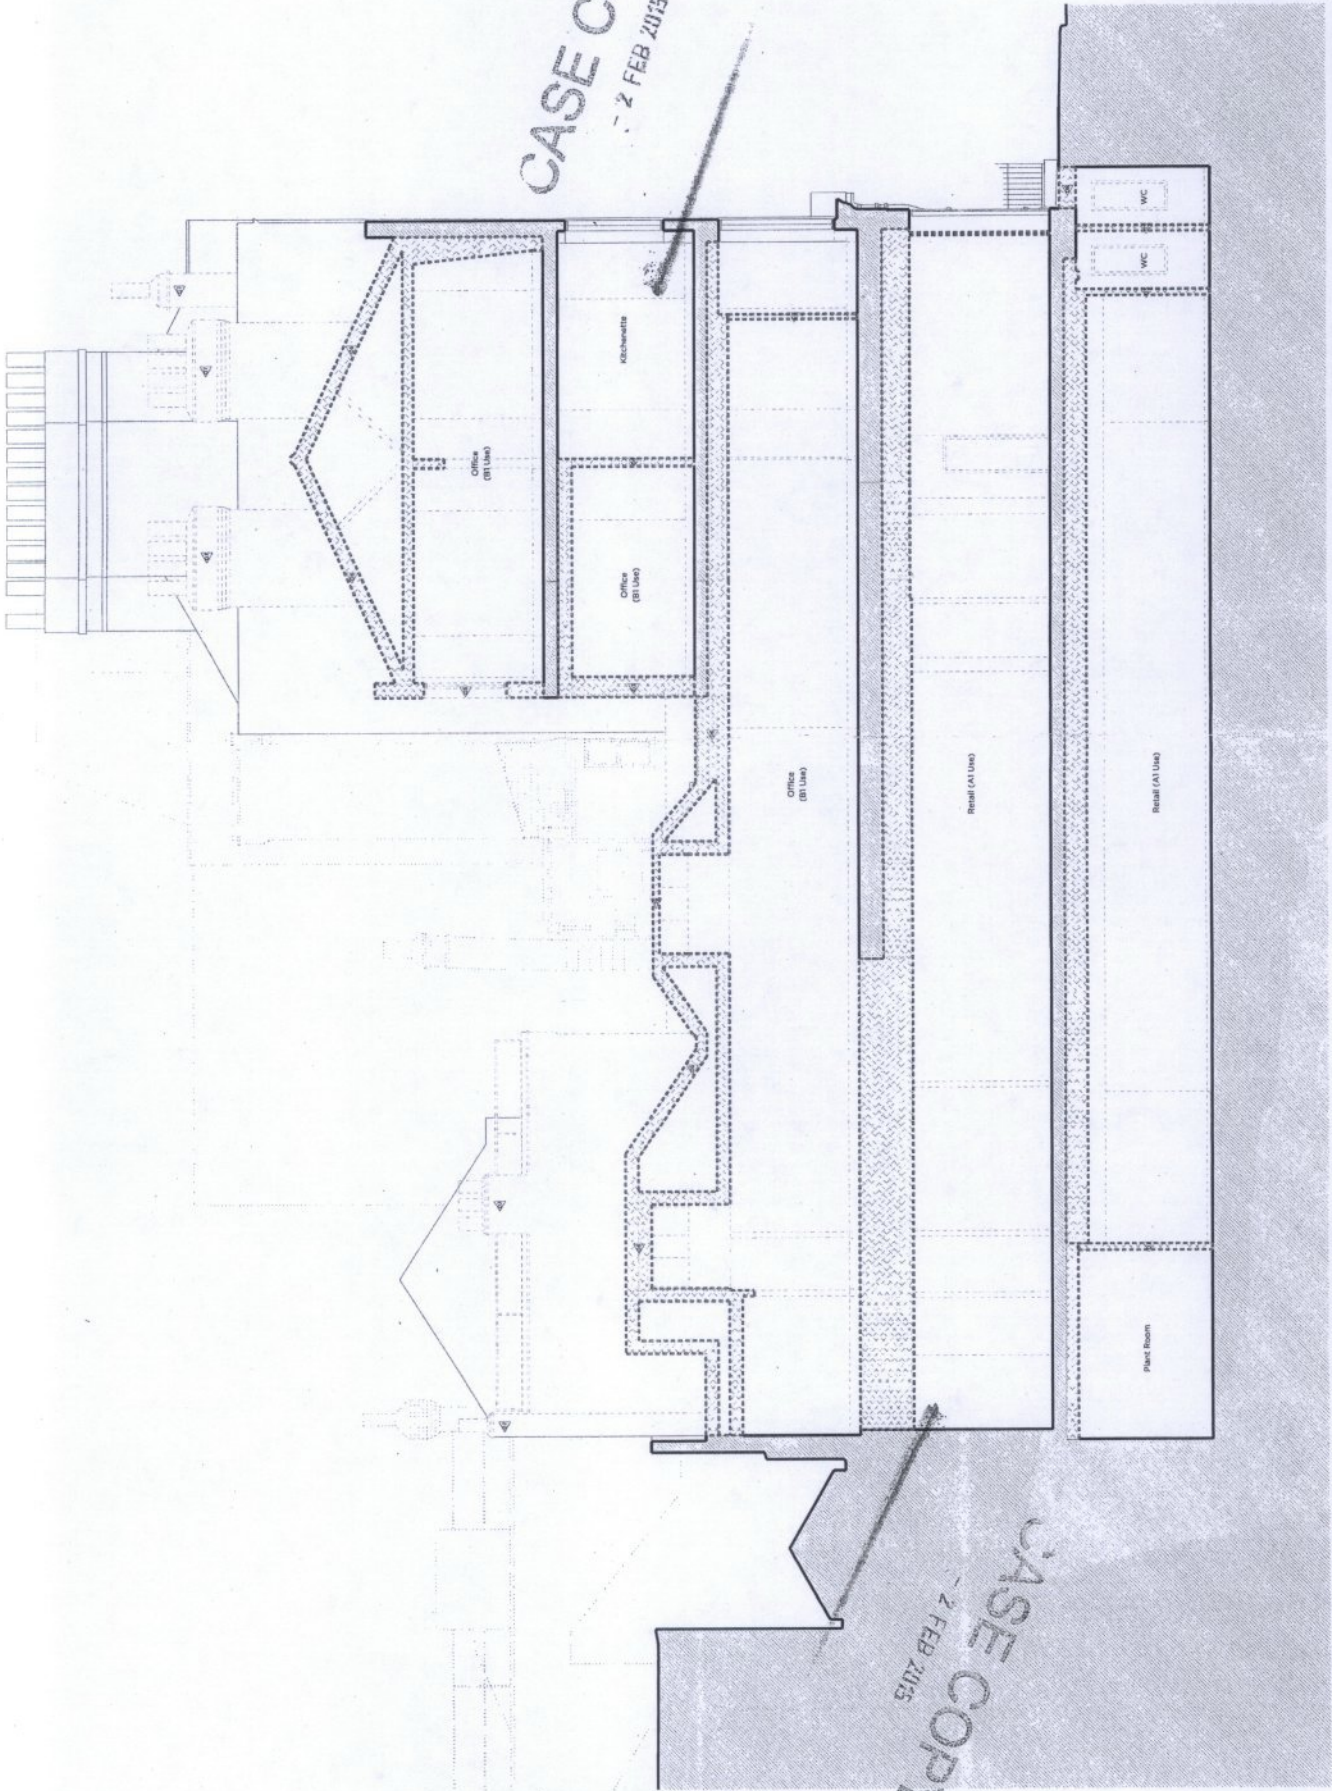 CASE C
- 2 FEB 2015
Office
(B1 Use)
Kitchenette
Office
(B1 Use)
Office
(B1 Use)
Retail (A1 Use)
WC
WC
Retail (A1 Use)
Plant Room
CASE COP
- 2 FEB 2015